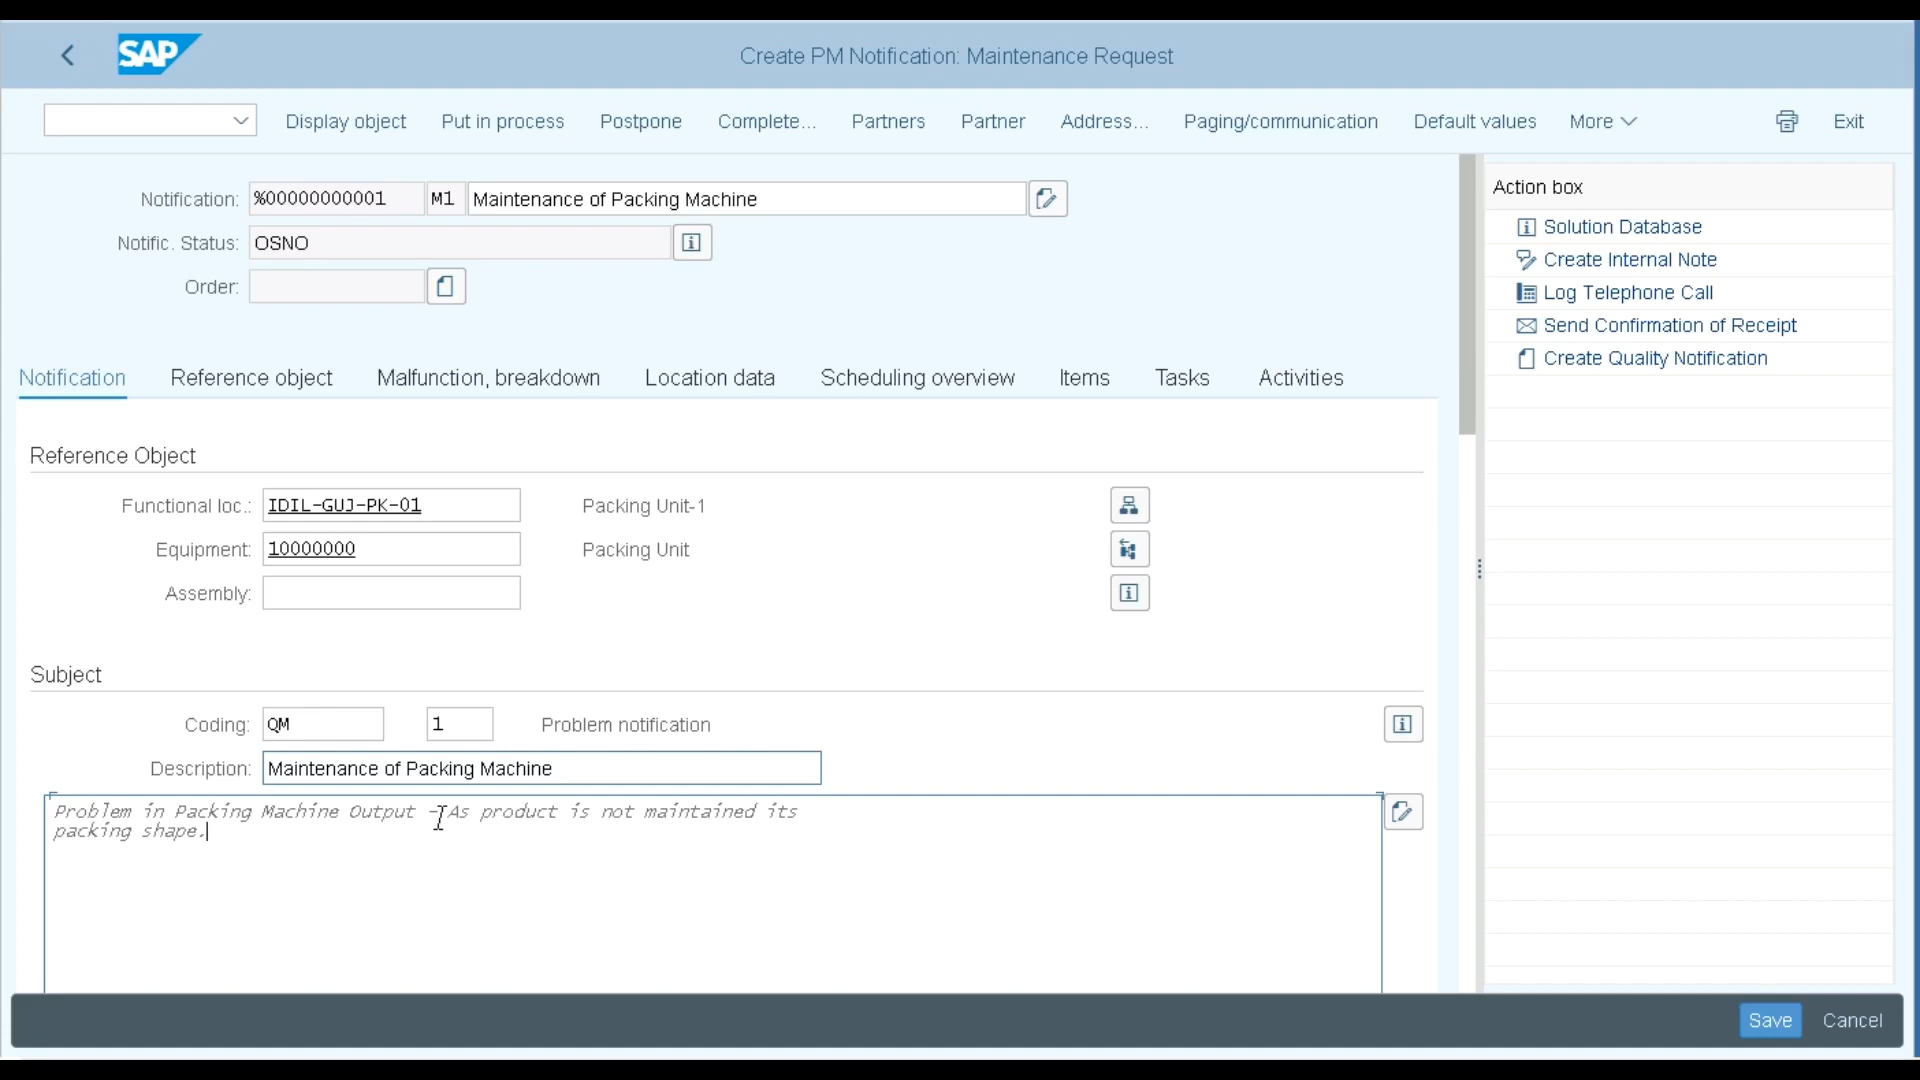 SAP
Create PM Notification: Maintenance Request
Display object Put in process Postpone Complete... Partners Partner Address... Paging/communication Default values More Exit
Notification: %00000000001 M1 Maintenance of Packing Machine
Notific. Status: OSNO
Order:
Notification Reference object Malfunction, breakdown Location data Scheduling overview Items Tasks Activities
Reference Object
Functional loc.: IDIL-GUJ-PK-01 Packing Unit-1
Equipment: 10000000 Packing Unit
Assembly:
Subject
Coding: QM 1 Problem notification
Description: Maintenance of Packing Machine
Problem in Packing Machine Output - As product is not maintained its
packing shape.
Action box
Solution Database
Create Internal Note
Log Telephone Call
Send Confirmation of Receipt
Create Quality Notification
Save Cancel